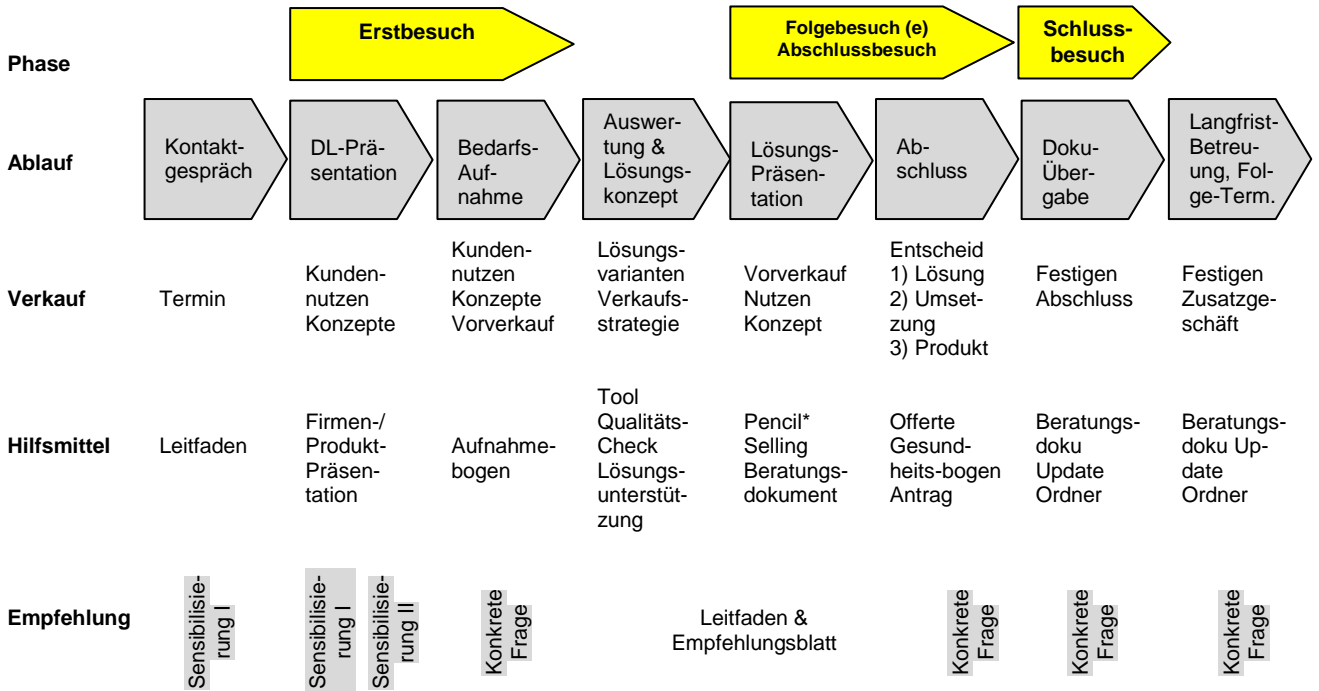 Erstbesuch
Folgebesuch (e)
Abschlussbesuch
Schluss-
besuch
Phase
Ablauf
Kontakt-
gespräch
DL-Prä-
sentation
Bedarfs-
Auf-
nahme
Auswer-
tung &
Lösungs-
konzept
Lösungs-
Präsen-
tation
Ab-
schluss
Doku-
Über-
gabe
Langfrist-
Betreu-
ung, Fol-
ge-Term.
Verkauf
Termin
Kunden-
nutzen
Konzepte
Kunden-
nutzen
Konzepte
Vorverkauf
Lösungs-
varianten
Verkaufs-
strategie
Vorverkauf
Nutzen
Konzept
Entscheid
1) Lösung
2) Umset-
zung
3) Produkt
Festigen
Abschluss
Festigen
Zusatzge-
schäft
Hilfsmittel
Leitfaden
Firmen-/
Produkt-
Präsen-
tation
Aufnahme-
bogen
Tool
Qualitäts-
Check
Lösungs-
unterstüt-
zung
Pencil*
Selling
Beratungs-
dokument
Offerte
Gesund-
heits-bogen
Antrag
Beratungs-
doku
Update
Ordner
Beratungs-
doku Up-
date
Ordner
Empfehlung
Sensibilisie-
rung I
Sensibilisie-
rung I
Sensibilisie-
rung II
Konkrete
Frage
Leitfaden &
Empfehlungsblatt
Konkrete
Frage
Konkrete
Frage
Konkrete
Frage